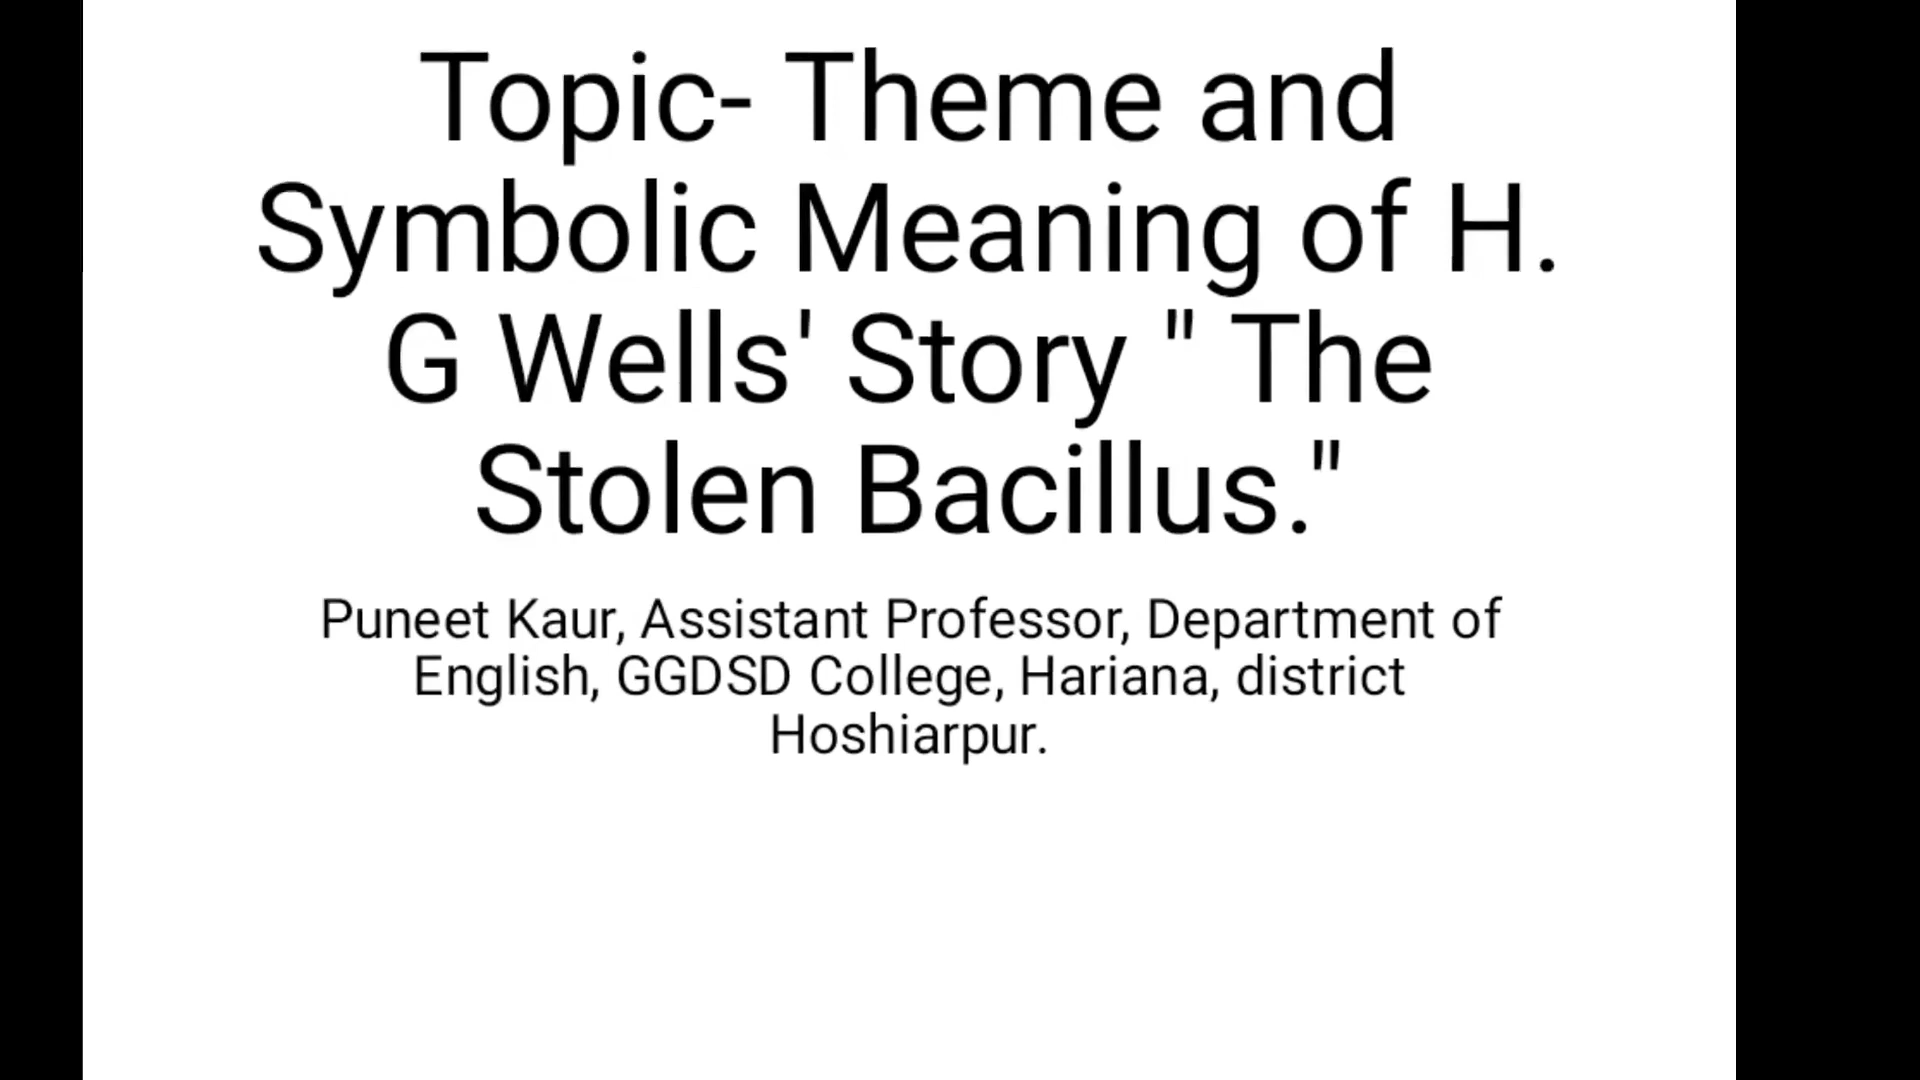 Topic- Theme and
Symbolic Meaning of H.
G Wells' Story " The
Stolen Bacillus."
Puneet Kaur, Assistant Professor, Department of
English, GGDSD College, Hariana, district
Hoshiarpur.